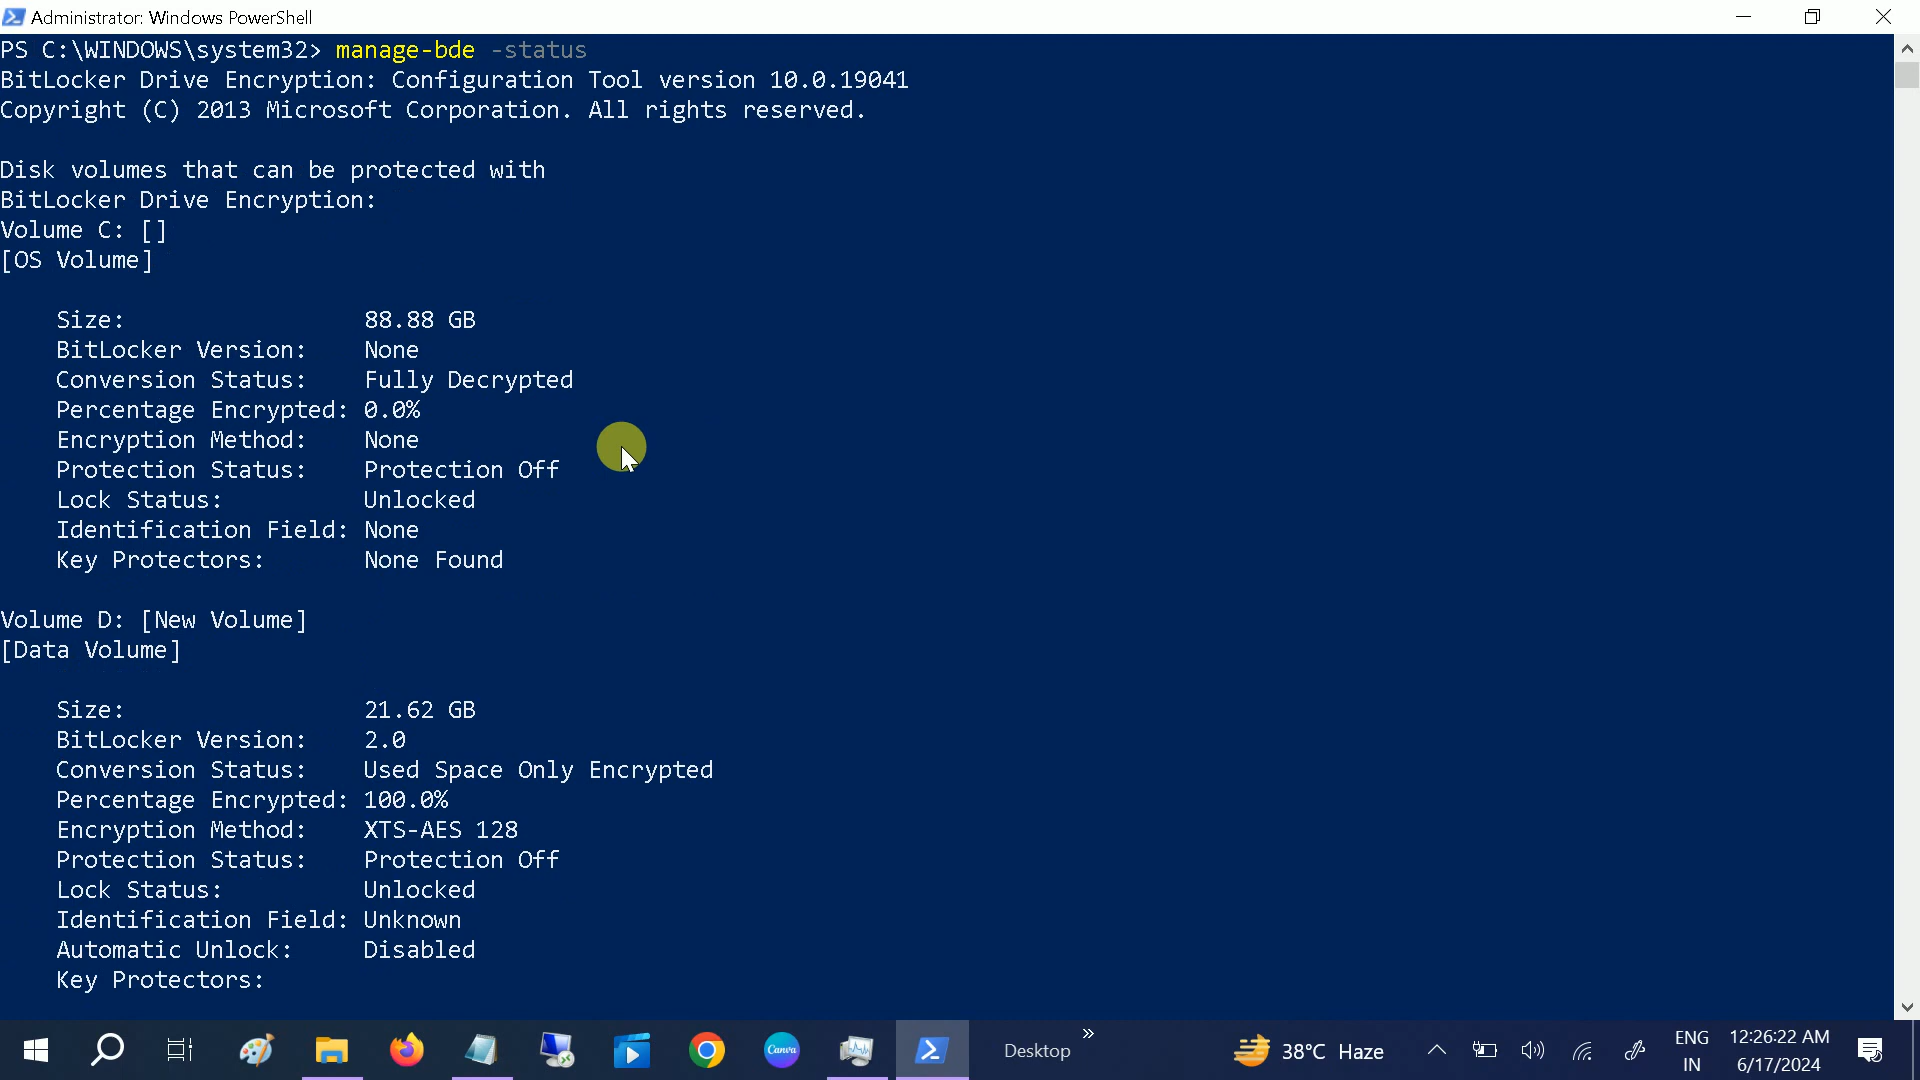 Administrator: Windows PowerShell
PS C:\WINDOWS\system32> manage-bde -status
BitLocker Drive Encryption: Configuration Tool version 10.0.19041
Copyright (C) 2013 Microsoft Corporation. All rights reserved.
Disk volumes that can be protected with
BitLocker Drive Encryption:
Volume C: []
[OS Volume]
Size: 88.88 GB
BitLocker Version: None
Conversion Status: Fully Decrypted
Percentage Encrypted: 0.0%
Encryption Method: None
Protection Status: Protection Off
Lock Status: Unlocked
Identification Field: None
Key Protectors: None Found
Volume D: [New Volume]
[Data Volume]
Size: 21.62 GB
BitLocker Version: 2.0
Conversion Status: Used Space Only Encrypted
Percentage Encrypted: 100.0%
Encryption Method: XTS-AES 128
Protection Status: Protection Off
Lock Status: Unlocked
Identification Field: Unknown
Automatic Unlock: Disabled
Key Protectors:
Canva
Desktop
38°C Haze
ENG
IN
12:26:22 AM
6/17/2024